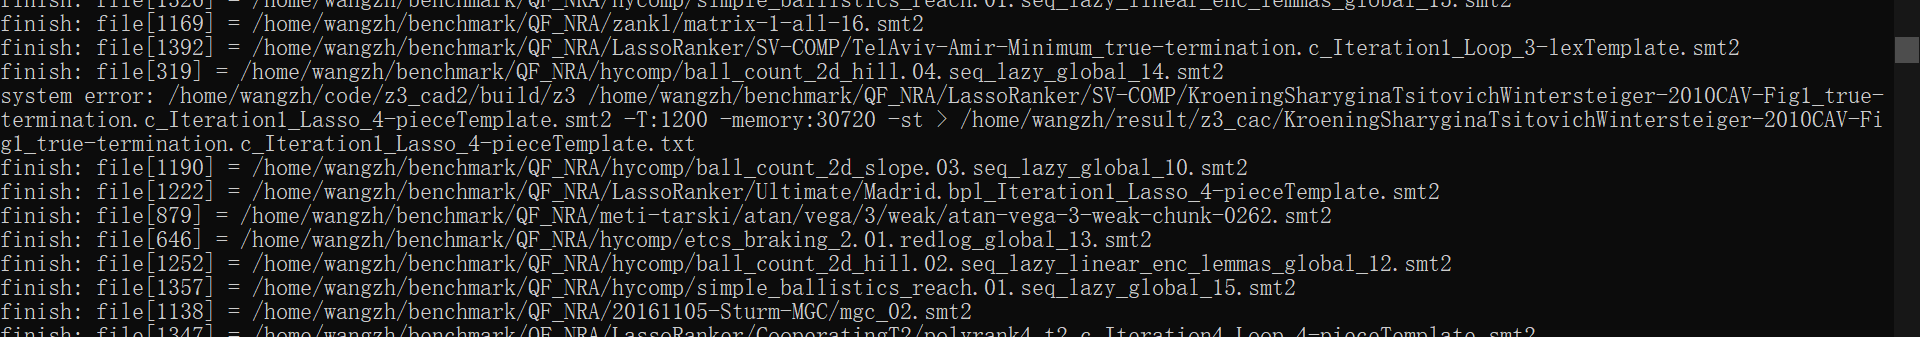 finish: file[1326] = /home/wangzh/benchmark/QF_NRA/hycomp/simple_ballistics_reach.01.seq_lazy_linear_enc_lemmas_global_15.smt2
finish: file[1169] = /home/wangzh/benchmark/QF_NRA/zankl/matrix-1-all-16.smt2
finish: file[1392] = /home/wangzh/benchmark/QF_NRA/LassoRanker/SV-COMP/TelAviv-Amir-Minimum_true-termination.c_Iteration1_Loop_3-lexTemplate.smt2
finish: file[319] = /home/wangzh/benchmark/QF_NRA/hycomp/ball_count_2d_hill.04.seq_lazy_global_14.smt2
system error: /home/wangzh/code/z3_cad2/build/z3 /home/wangzh/benchmark/QF_NRA/LassoRanker/SV-COMP/KroeningSharyginaTsitovichWintersteiger-2010CAV-Fig1_true-
termination.c_Iteration1_Lasso_4-pieceTemplate.smt2 -T:1200 -memory:30720 -st > /home/wangzh/result/z3_cac/KroeningSharyginaTsitovichWintersteiger-2010CAV-Fi
g1_true-termination.c_Iteration1_Lasso_4-pieceTemplate.txt
finish: file[1190] = /home/wangzh/benchmark/QF_NRA/hycomp/ball_count_2d_slope.03.seq_lazy_global_10.smt2
finish: file[1222] = /home/wangzh/benchmark/QF_NRA/LassoRanker/Ultimate/Madrid.bpl_Iteration1_Lasso_4-pieceTemplate.smt2
finish: file[879] = /home/wangzh/benchmark/QF_NRA/meti-tarski/atan/vega/3/weak/atan-vega-3-weak-chunk-0262.smt2
finish: file[646] = /home/wangzh/benchmark/QF_NRA/hycomp/etcs_braking_2.01.redlog_global_13.smt2
finish: file[1252] = /home/wangzh/benchmark/QF_NRA/hycomp/ball_count_2d_hill.02.seq_lazy_linear_enc_lemmas_global_12.smt2
finish: file[1357] = /home/wangzh/benchmark/QF_NRA/hycomp/simple_ballistics_reach.01.seq_lazy_global_15.smt2
finish: file[1138] = /home/wangzh/benchmark/QF_NRA/20161105-Sturm-MGC/mgc_02.smt2
finish: file[1347] = /home/wangzh/benchmark/QF_NRA/LassoRanker/CooperatingT2/polyrank4.t2.c_Iteration4_Loop_4-pieceTemplate.smt2